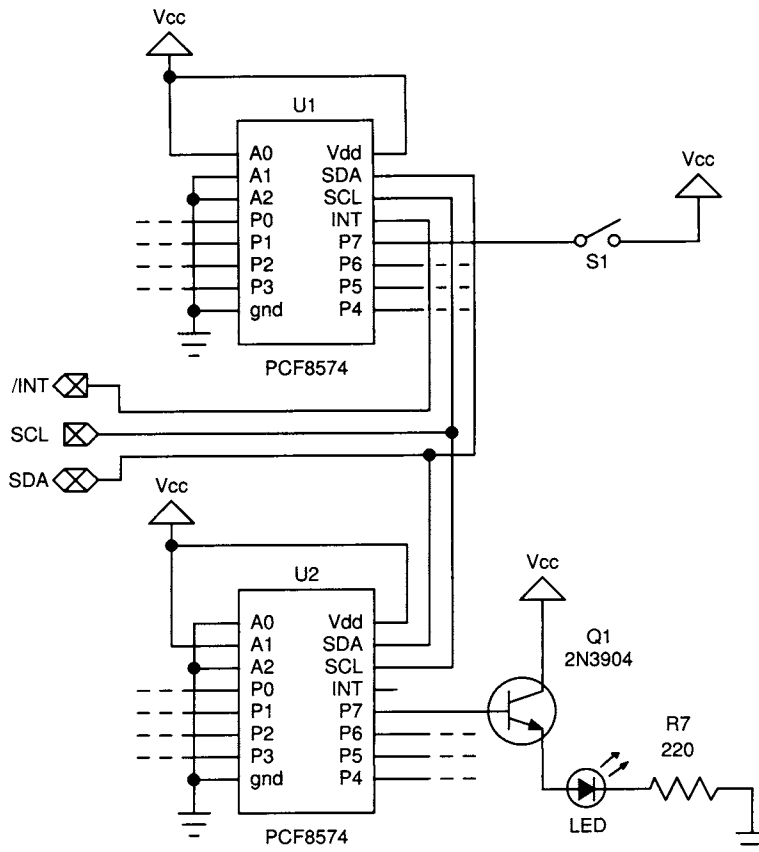 Vcc
U1
A0 Vdd
A1 SDA
A2 SCL
P0 INT
P1 P7
P2 P6
P3 P5
gnd P4
PCF8574
Vcc
S1
/INT
SCL
SDA
Vcc
U2
A0 Vdd
A1 SDA
A2 SCL
P0 INT
P1 P7
P2 P6
P3 P5
gnd P4
PCF8574
Vcc
Q1
2N3904
R7
220
LED